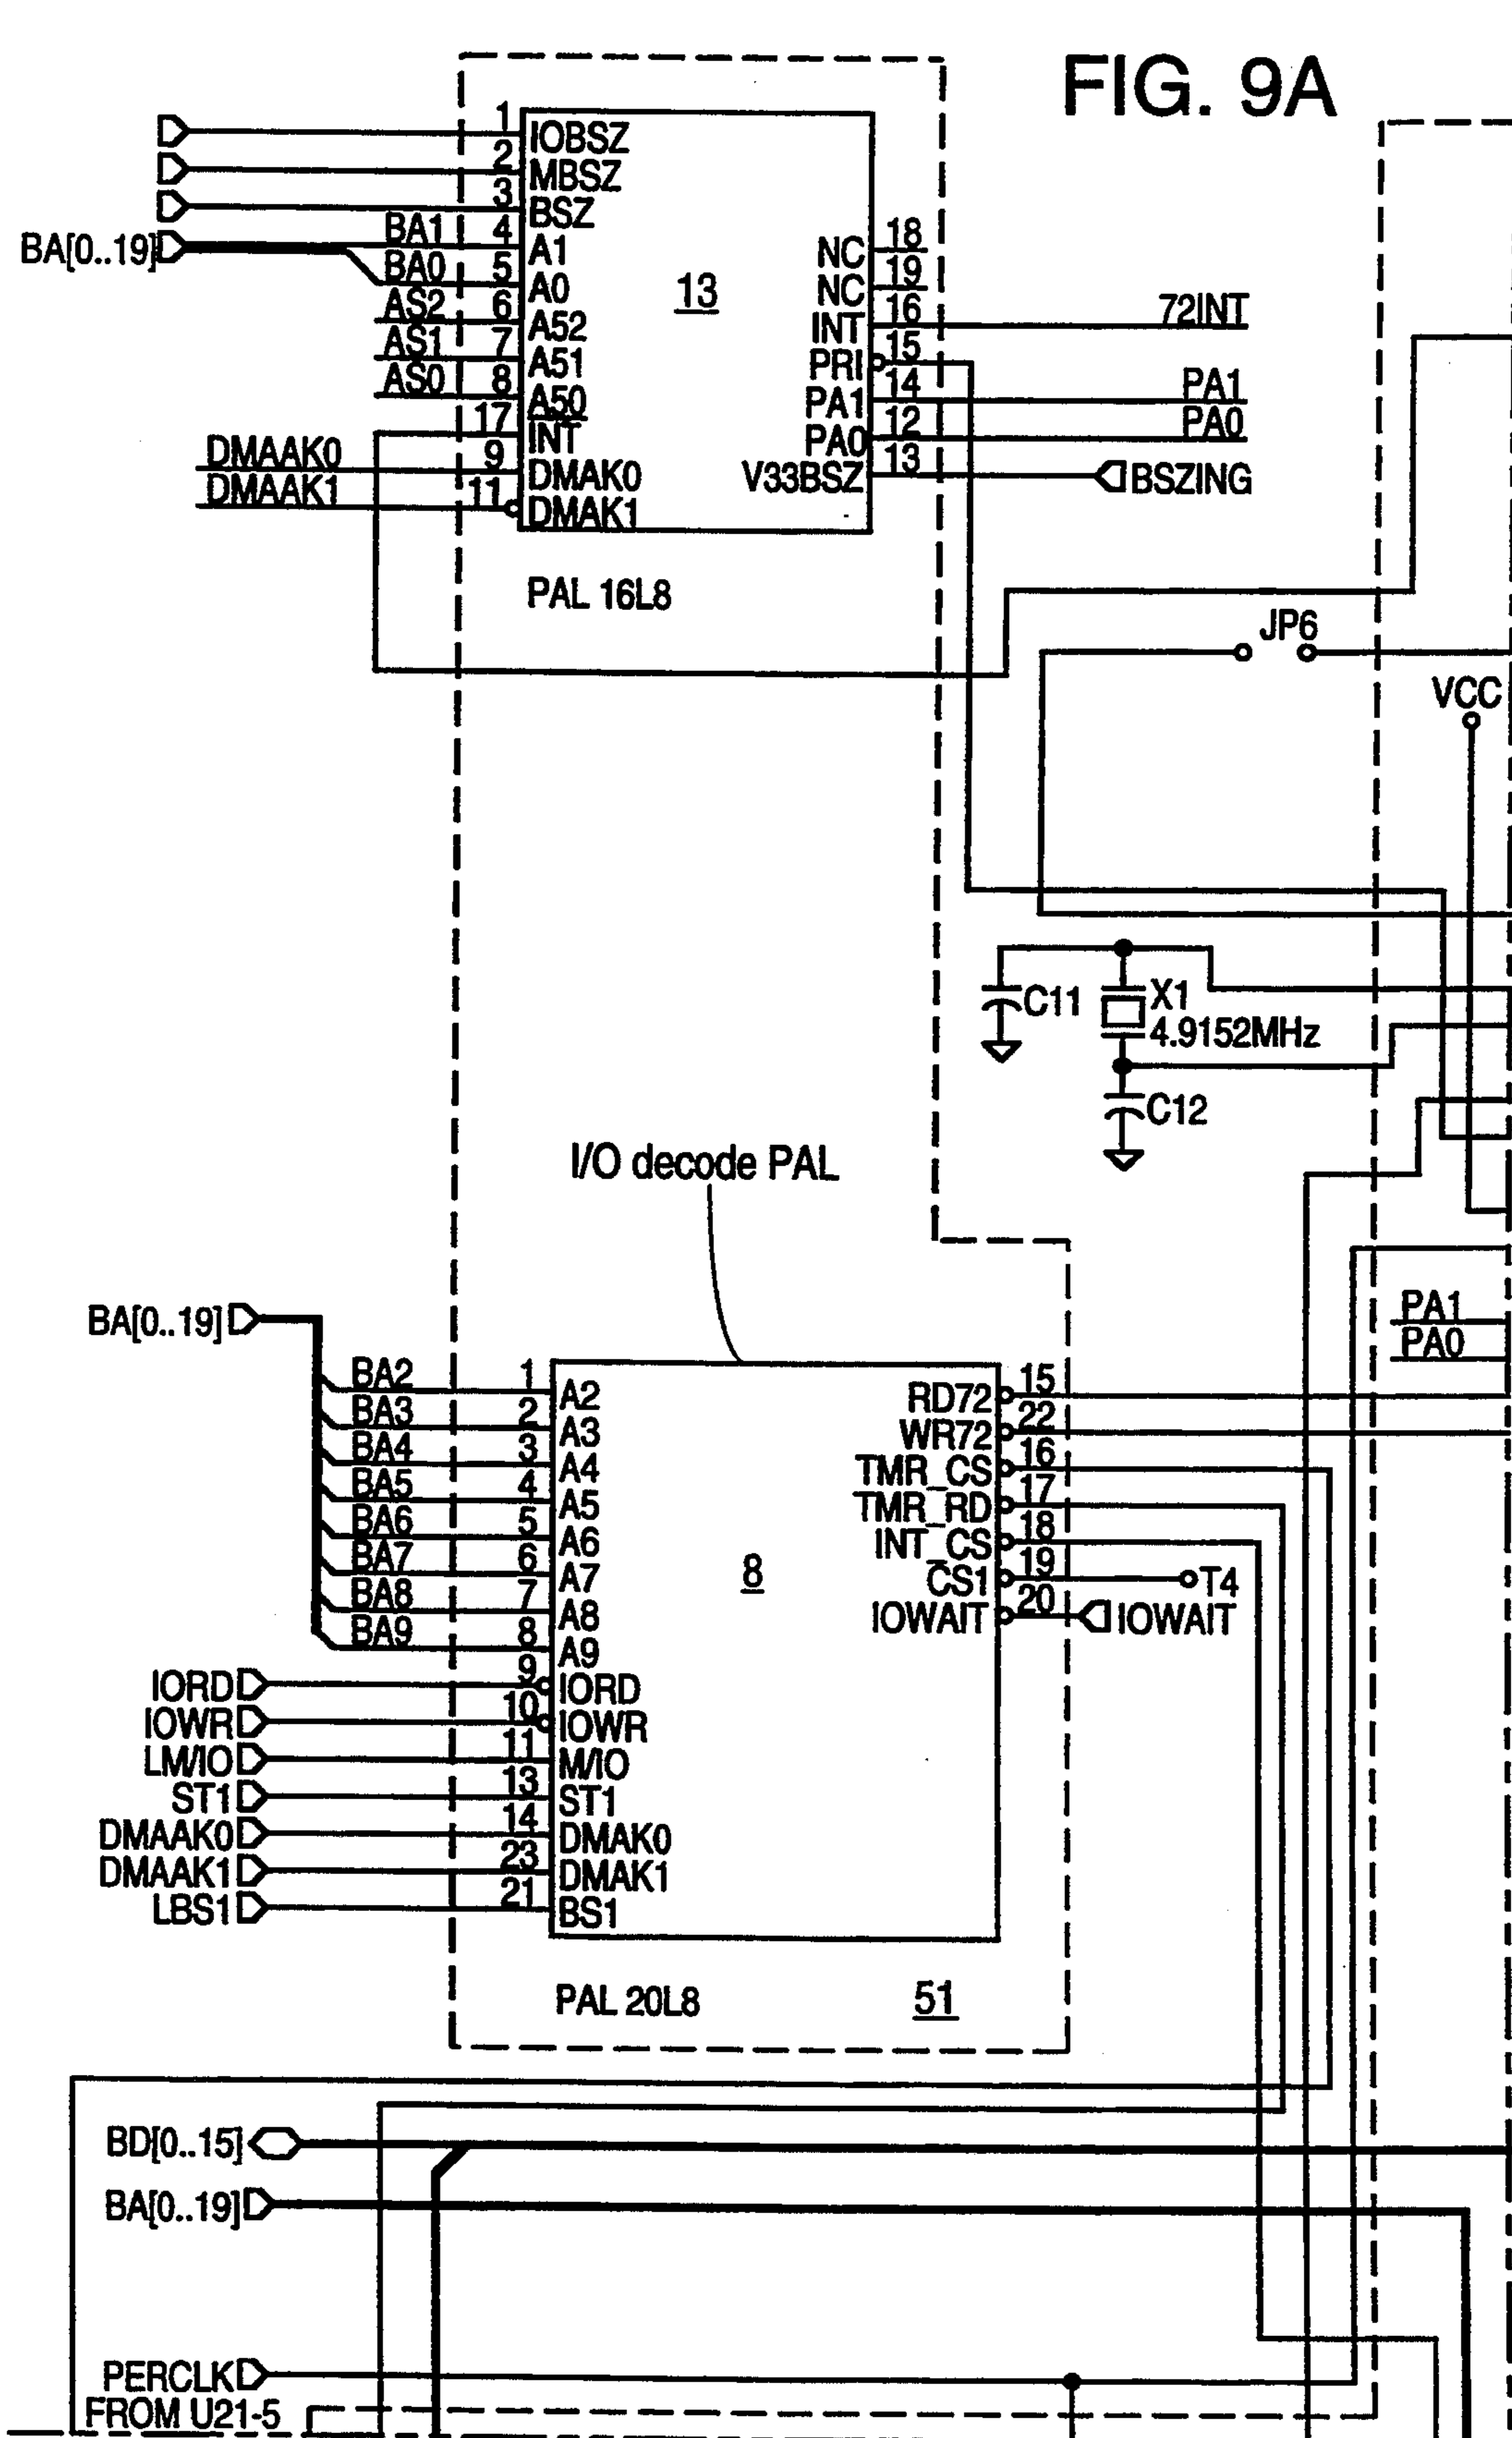 FIG. 9A
1
IOBSZ
2
MBSZ
3
BSZ
BA[0..19]
BA1 4 A1
BA0 5 A0
AS2 6 A52
AS1 7 A51
AS0 8 A50
17 INT
DMAAK0 9 DMAK0
DMAAK1 11 DMAK1
13
NC 18
NC 19
INT 16 72INT
PRI 15
PA1 14 PA1
PA0 12 PA0
V33BSZ 13 BSZING
PAL 16L8
JP6
VCC
C11
X1
4.9152MHz
C12
I/O decode PAL
BA[0..19]
PA1
PA0
BA2 1 A2
BA3 2 A3
BA4 3 A4
BA5 4 A5
BA6 5 A6
BA7 6 A7
BA8 7 A8
BA9 8 A9
IORD 9 IORD
IOWR 10 IOWR
LM/IO 11 M/IO
ST1 13 ST1
DMAAK0 14 DMAK0
DMAAK1 23 DMAK1
LBS1 21 BS1
8
RD72 15
WR72 22
TMR_CS 16
TMR_RD 17
INT_CS 18
CS1 19 T4
IOWAIT 20 IOWAIT
PAL 20L8
51
BD[0..15]
BA[0..19]
PERCLK
FROM U21-5